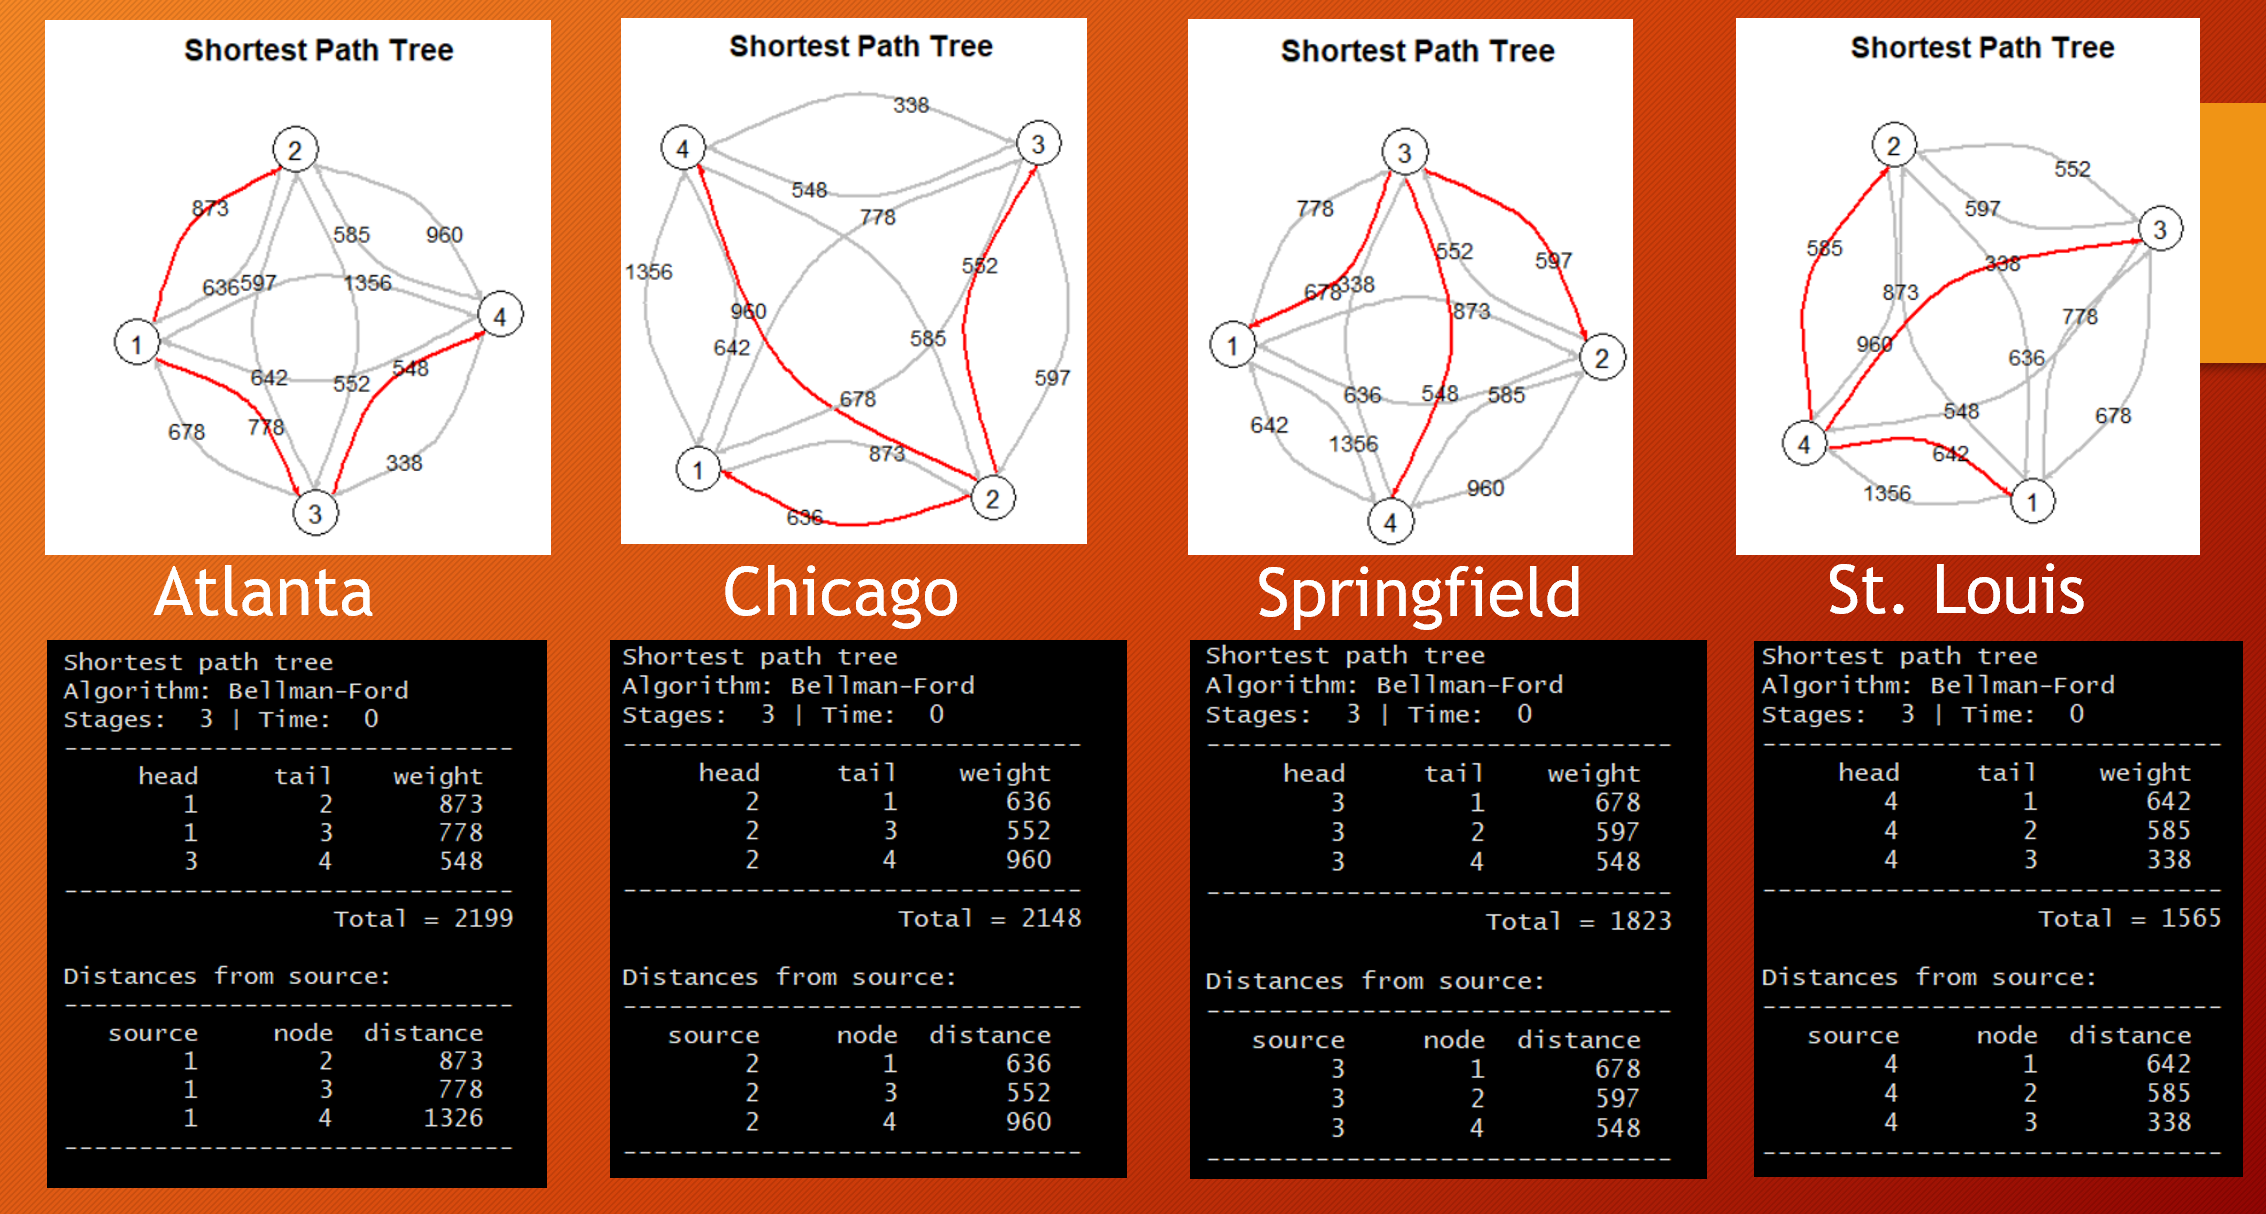 Shortest Path Tree
2
873
585
960
636
597
1356
1
4
642
552
548
678
778
338
3
Atlanta
Shortest path tree
Algorithm: Bellman-Ford
Stages:  3 | Time:  0
------------------------------
head tail weight
1 2 873
1 3 778
3 4 548
------------------------------
Total = 2199
Distances from source:
------------------------------
source node distance
1 2 873
1 3 778
1 4 1326
------------------------------
Shortest Path Tree
338
4
3
548
778
1356
552
960
642
585
597
678
1
873
2
636
Chicago
Shortest path tree
Algorithm: Bellman-Ford
Stages:  3 | Time:  0
------------------------------
head tail weight
2 1 636
2 3 552
2 4 960
------------------------------
Total = 2148
Distances from source:
------------------------------
source node distance
2 1 636
2 3 552
2 4 960
------------------------------
Shortest Path Tree
3
778
552
597
678
338
873
1
2
636
548
585
642
1356
960
4
Springfield
Shortest path tree
Algorithm: Bellman-Ford
Stages:  3 | Time:  0
------------------------------
head tail weight
3 1 678
3 2 597
3 4 548
------------------------------
Total = 1823
Distances from source:
------------------------------
source node distance
3 1 678
3 2 597
3 4 548
------------------------------
Shortest Path Tree
2
552
597
3
585
338
873
778
960
636
548
678
4
642
1356
1
St. Louis
Shortest path tree
Algorithm: Bellman-Ford
Stages:  3 | Time:  0
------------------------------
head tail weight
4 1 642
4 2 585
4 3 338
------------------------------
Total = 1565
Distances from source:
------------------------------
source node distance
4 1 642
4 2 585
4 3 338
------------------------------